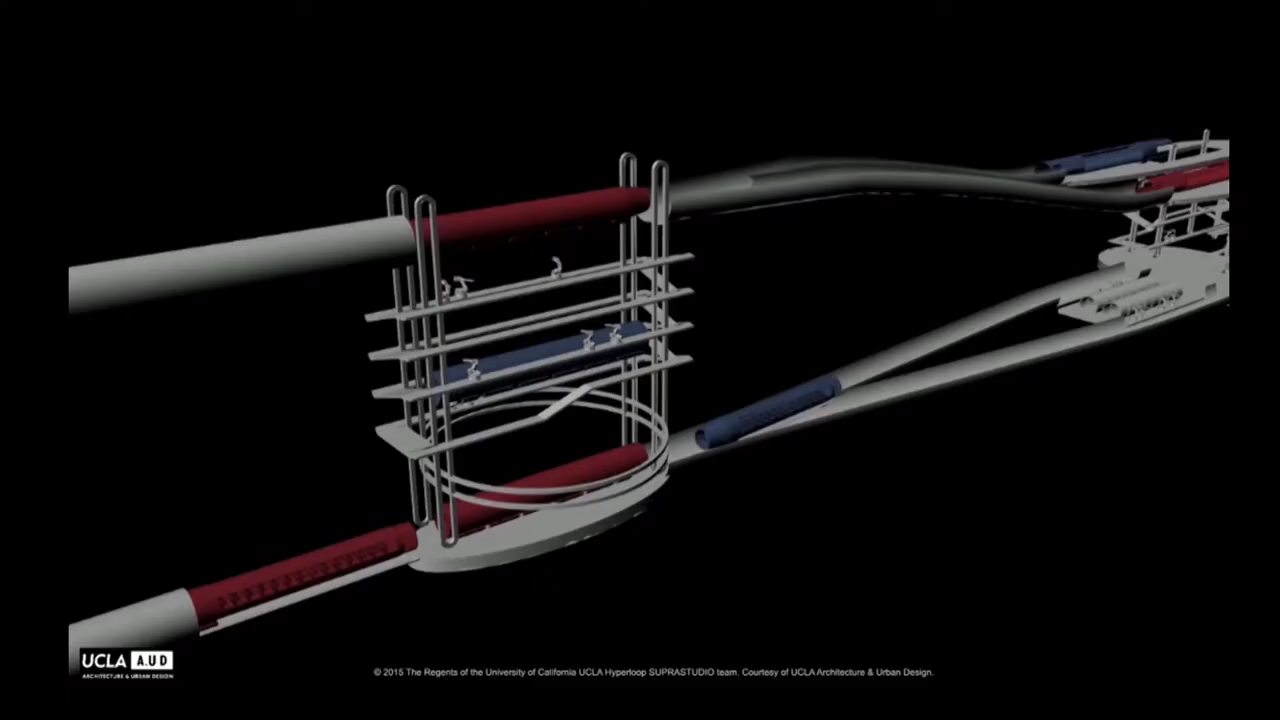 UCLA A.U D
ARCHITECTURE & URBAN DESIGN
© 2015 The Regents of the University of California UCLA Hyperloop SUPRASTUDIO team. Courtesy of UCLA Architecture & Urban Design.